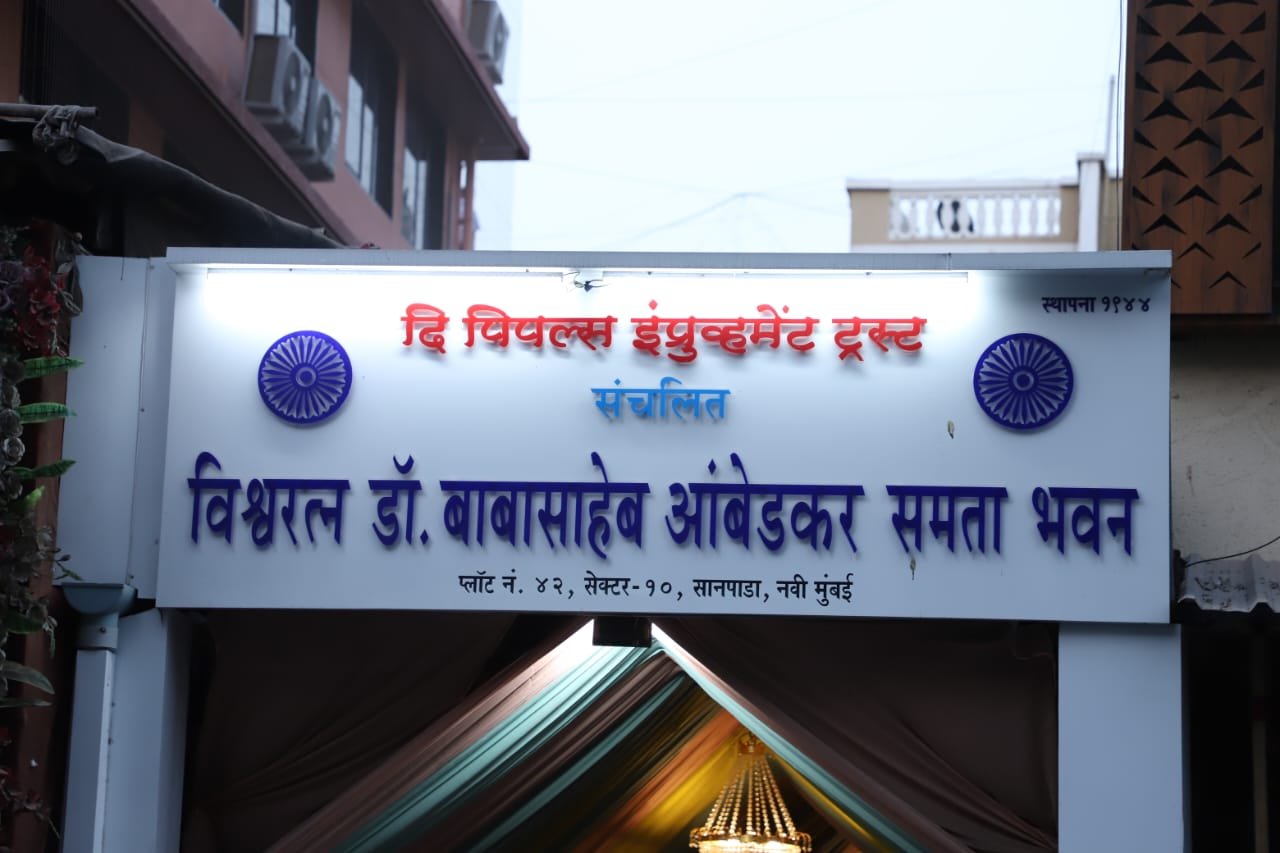 स्थापना १९४४
दि पिपल्स इंप्रुव्हमेंट ट्रस्ट
संचलित
विश्वरत्न डॉ. बाबासाहेब आंबेडकर समता भवन
प्लॉट नं. ४२, सेक्टर-१०, सानपाडा, नवी मुंबई